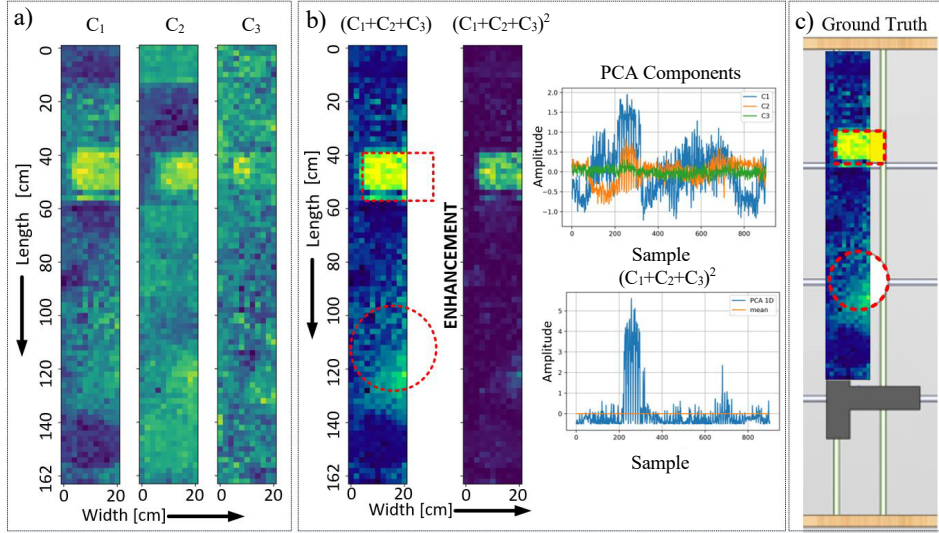 a)
C₁ C₂ C₃
0
20
40
60
80
100
120
140
162
Length [cm]
0 20 0 20 0 20
Width [cm]
b)
(C₁+C₂+C₃) (C₁+C₂+C₃)²
0
20
40
60
80
100
120
140
162
Length [cm]
ENHANCEMENT
0 20 0 20
Width [cm]
PCA Components
2.0
1.5
1.0
0.5
0.0
-0.5
-1.0
Amplitude
C1
C2
C3
0 200 400 600 800
Sample
(C₁+C₂+C₃)²
5
4
3
2
1
0
Amplitude
PCA 1D
mean
0 200 400 600 800
Sample
c)
Ground Truth